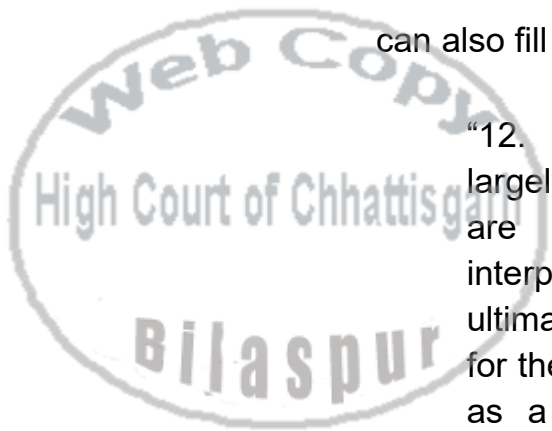 can also fill
Web Copy
“12.
largel
High Court of Chhattisgarh
are
interp
ultima
Bilaspur
for the
as a